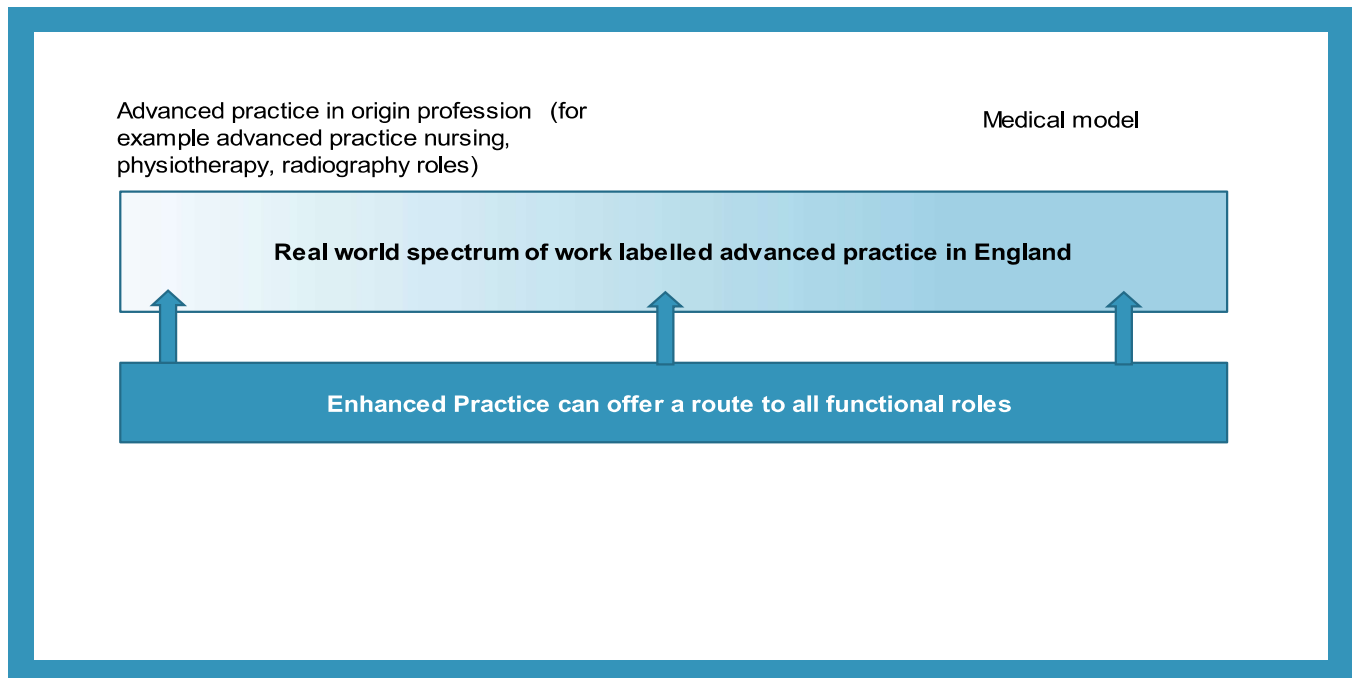 Advanced practice in origin profession (for
example advanced practice nursing,
physiotherapy, radiography roles)
Medical model
Real world spectrum of work labelled advanced practice in England
Enhanced Practice can offer a route to all functional roles